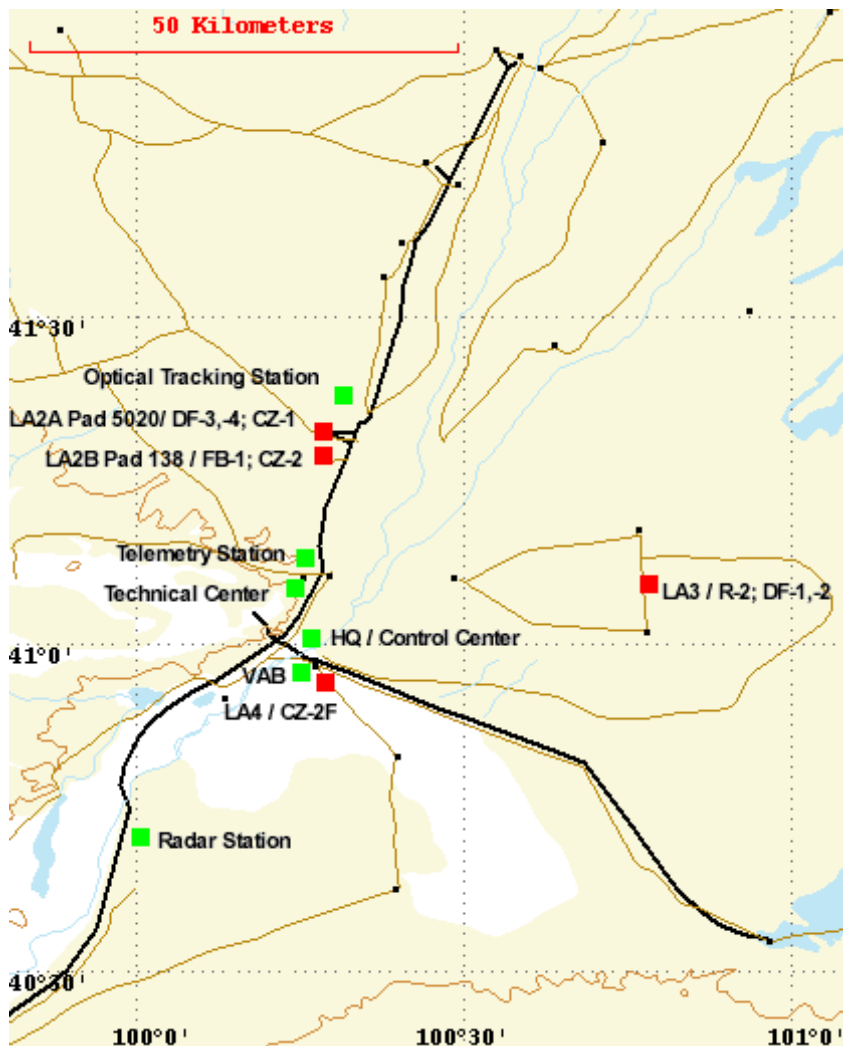 50 Kilometers
41°30'
Optical Tracking Station
LA2A Pad 5020/ DF-3,-4; CZ-1
LA2B Pad 138 / FB-1; CZ-2
Telemetry Station
Technical Center
LA3 / R-2; DF-1,-2
HQ / Control Center
41°0'
VAB
LA4 / CZ-2F
Radar Station
40°30'
100°0'
100°30'
101°0'